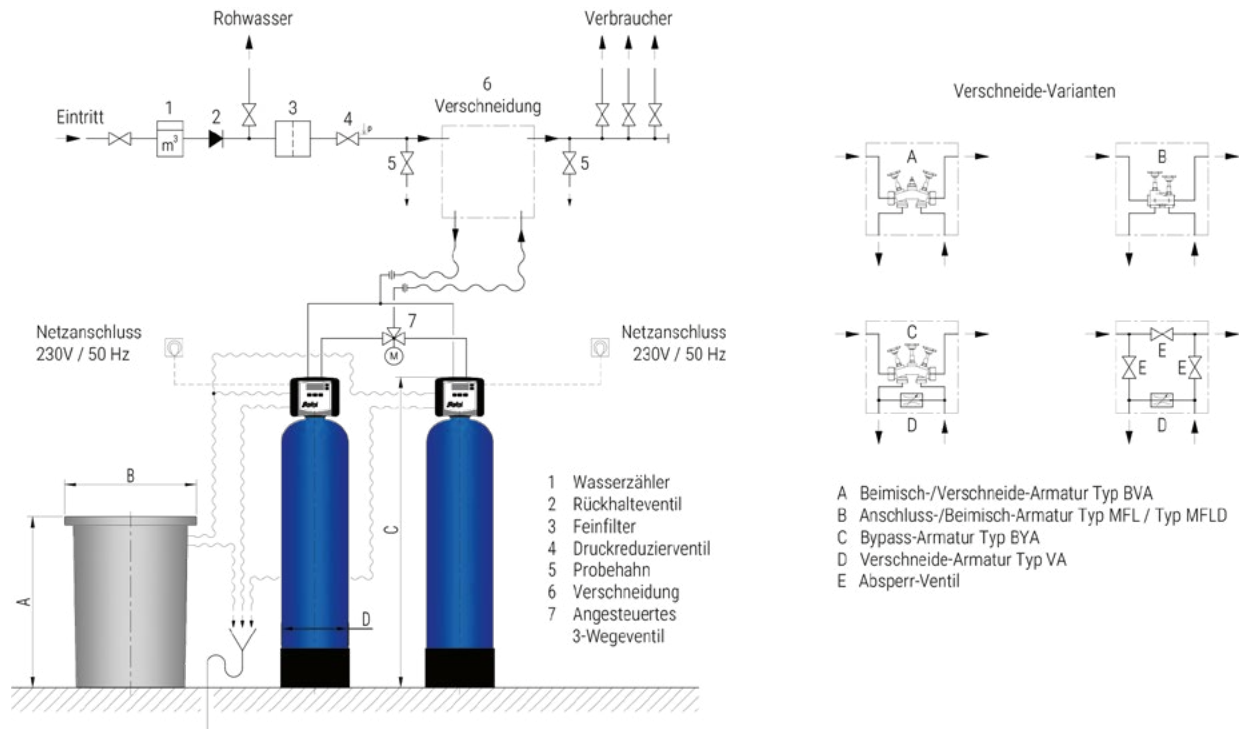 Rohwasser
Verbraucher
6
Verschneidung
Eintritt
1
m³
2
3
4
5
5
Verschneide-Varianten
A
B
C
D
E
E
E
D
7
M
Netzanschluss
230V / 50 Hz
Netzanschluss
230V / 50 Hz
B
A
C
D
1 Wasserzähler
2 Rückhalteventil
3 Feinfilter
4 Druckreduzierventil
5 Probehahn
6 Verschneidung
7 Angesteuertes
3-Wegeventil
A Beimisch-/Verschneide-Armatur Typ BVA
B Anschluss-/Beimisch-Armatur Typ MFL / Typ MFLD
C Bypass-Armatur Typ BYA
D Verschneide-Armatur Typ VA
E Absperr-Ventil